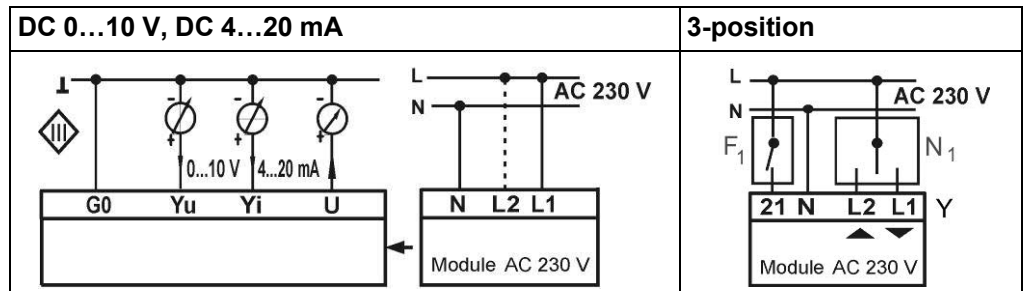 DC 0…10 V, DC 4…20 mA
3-position
L
N
AC 230 V
0...10 V
4...20 mA
G0 Yu Yi U
N L2 L1
Module AC 230 V
L
N
AC 230 V
F1
N1
21 N L2 L1 Y
Module AC 230 V